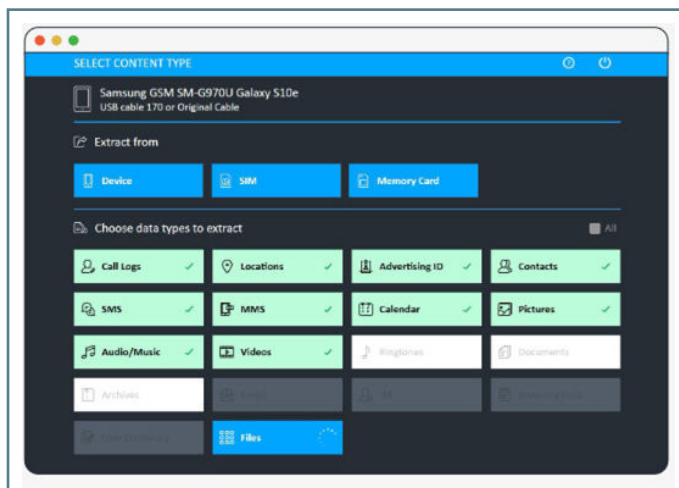 SELECT CONTENT TYPE
Samsung GSM SM-G970U Galaxy S10e
USB cable 170 or Original Cable
Extract from
Device
SIM
Memory Card
Choose data types to extract
All
Call Logs
Locations
Advertising ID
Contacts
SMS
MMS
Calendar
Pictures
Audio/Music
Videos
Ringtones
Documents
Archives
Files